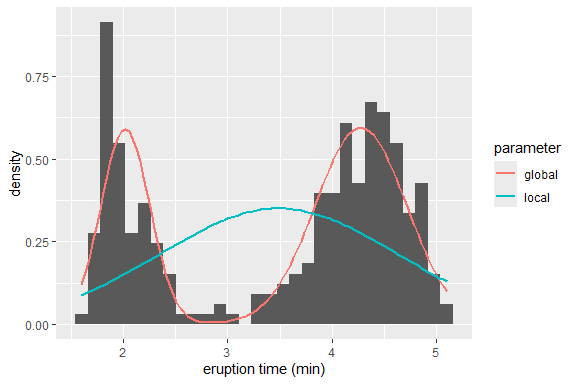 0.75
0.50
0.25
0.00
density
2 3 4 5
eruption time (min)
parameter
global
local